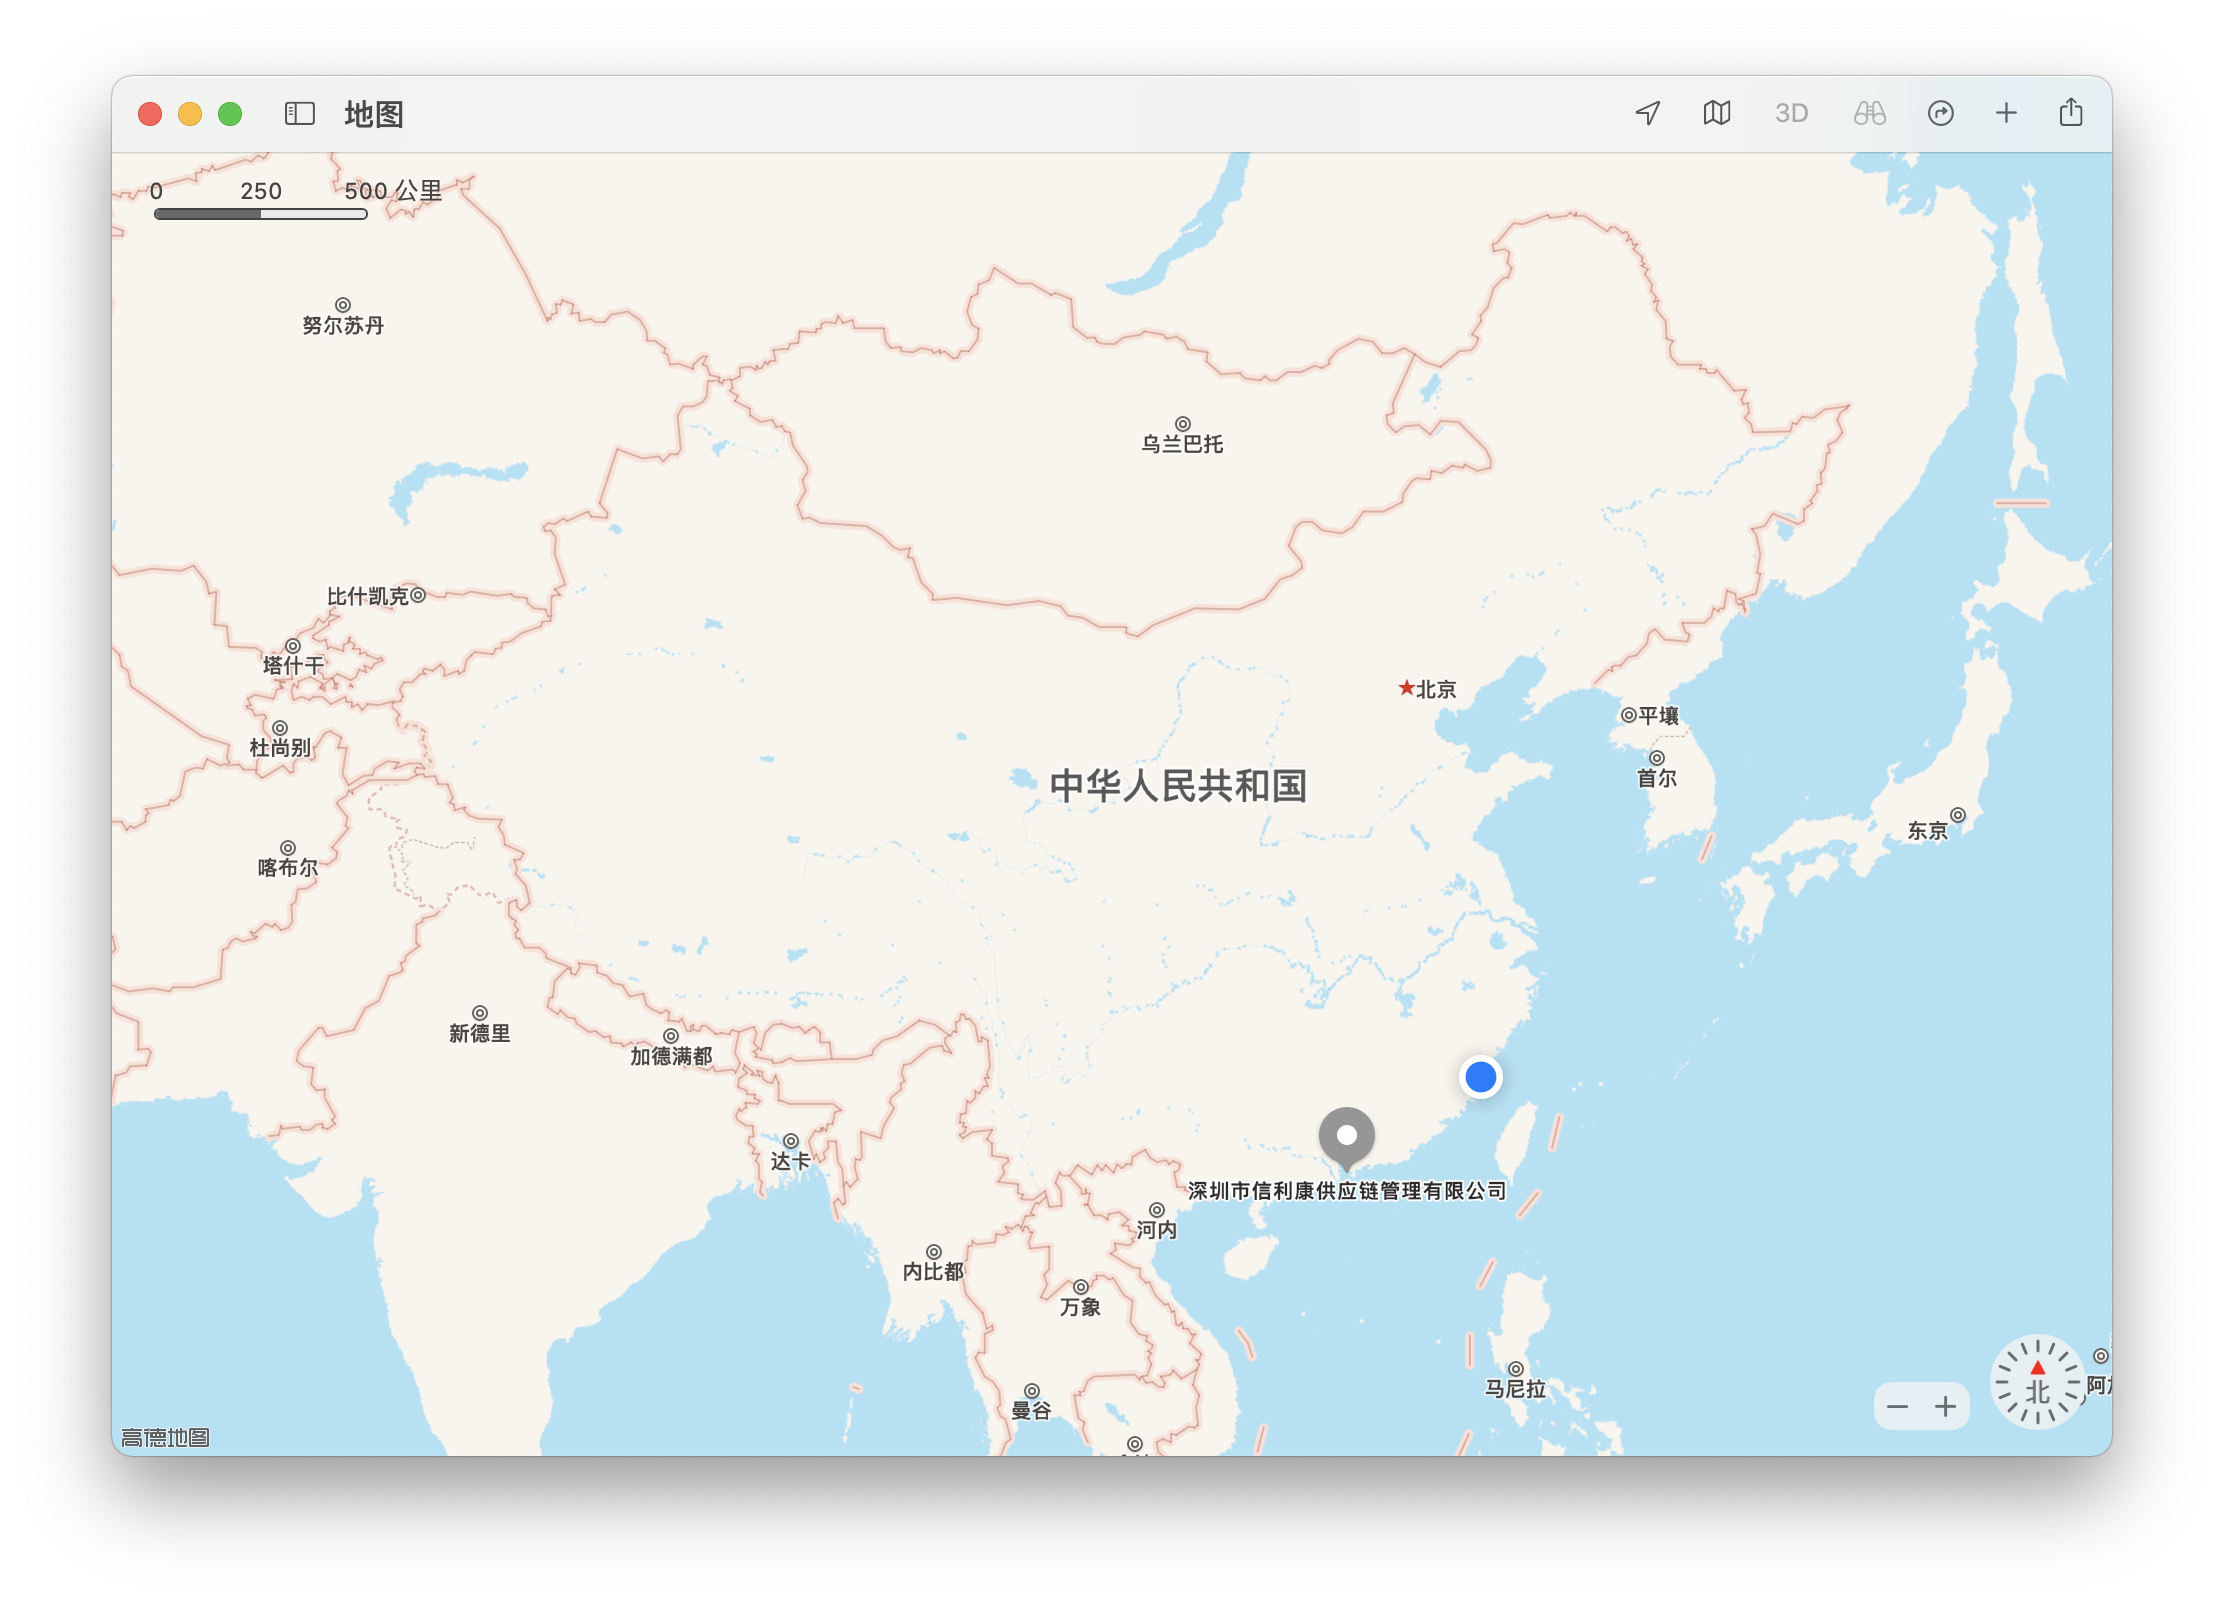 地图
3D
0 250 500 公里
努尔苏丹
乌兰巴托
比什凯克
塔什干
北京
平壤
杜尚别
首尔
中华人民共和国
东京
喀布尔
新德里
加德满都
达卡
深圳市信利康供应链管理有限公司
河内
内比都
万象
马尼拉
北
曼谷
高德地图